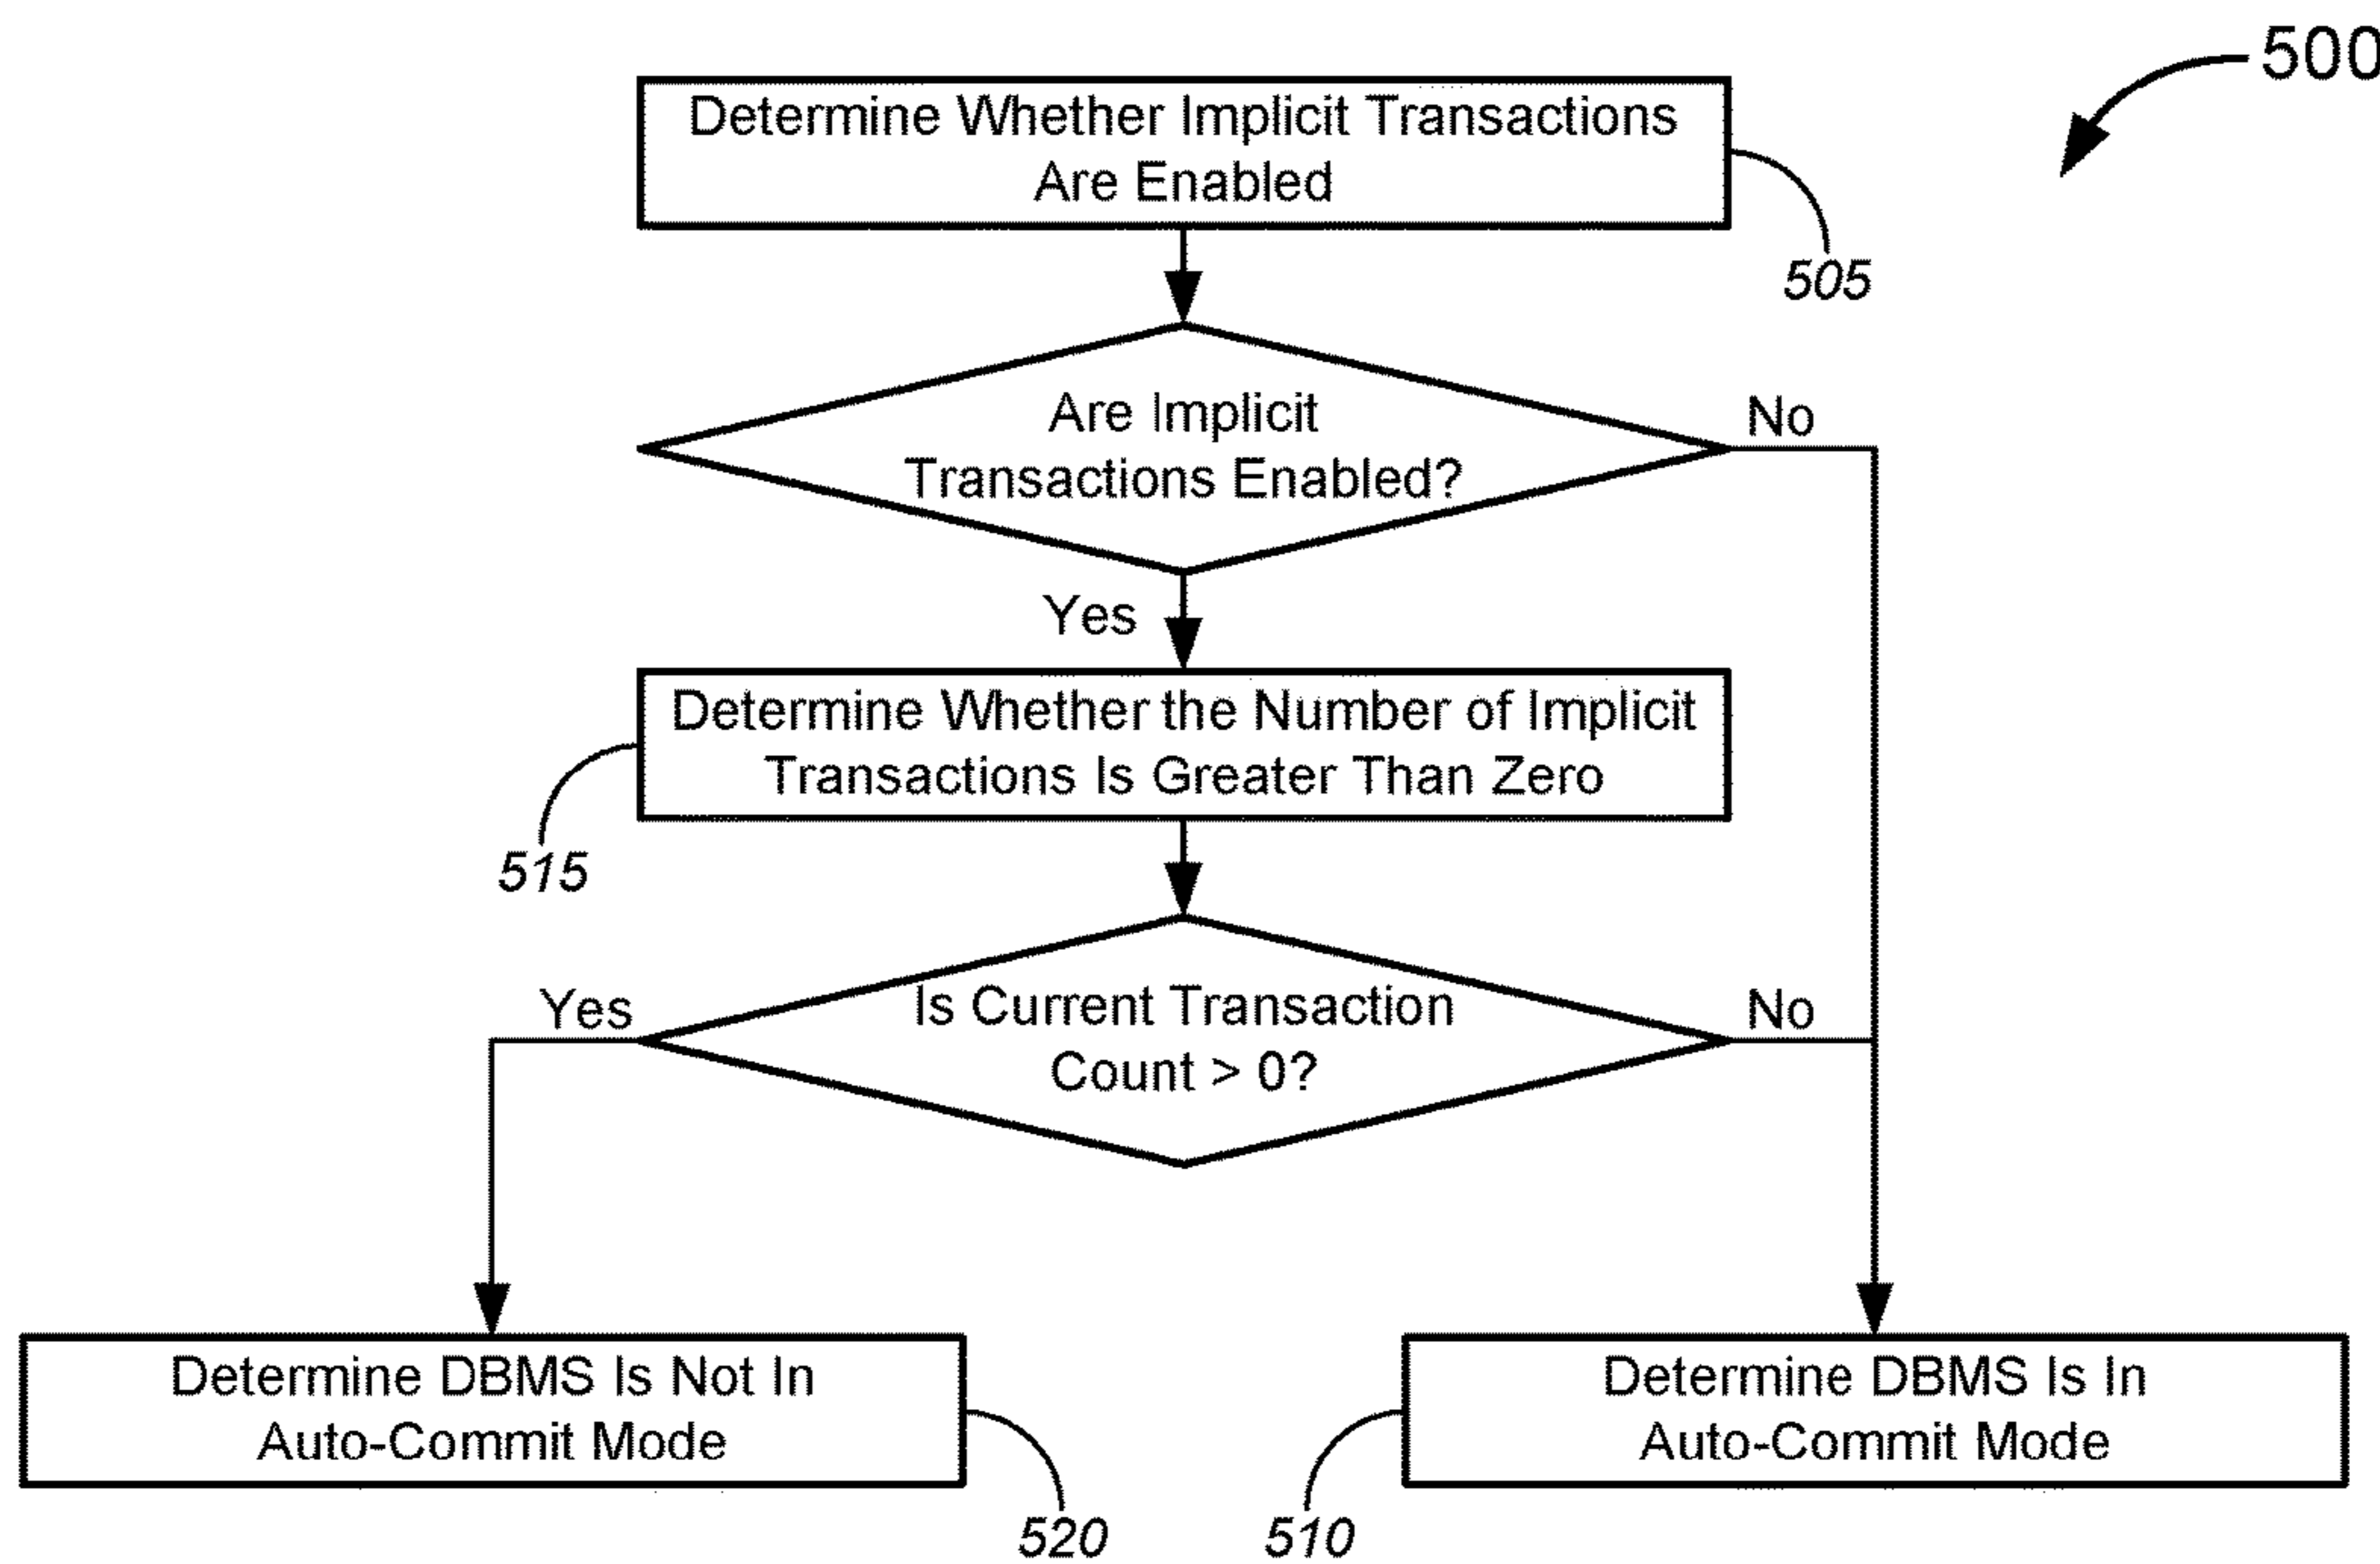 500
Determine Whether Implicit Transactions
Are Enabled
505
Are Implicit
Transactions Enabled?
No
Yes
Determine Whether the Number of Implicit
Transactions Is Greater Than Zero
515
Is Current Transaction
Count > 0?
Yes
No
Determine DBMS Is Not In
Auto-Commit Mode
520
Determine DBMS Is In
Auto-Commit Mode
510